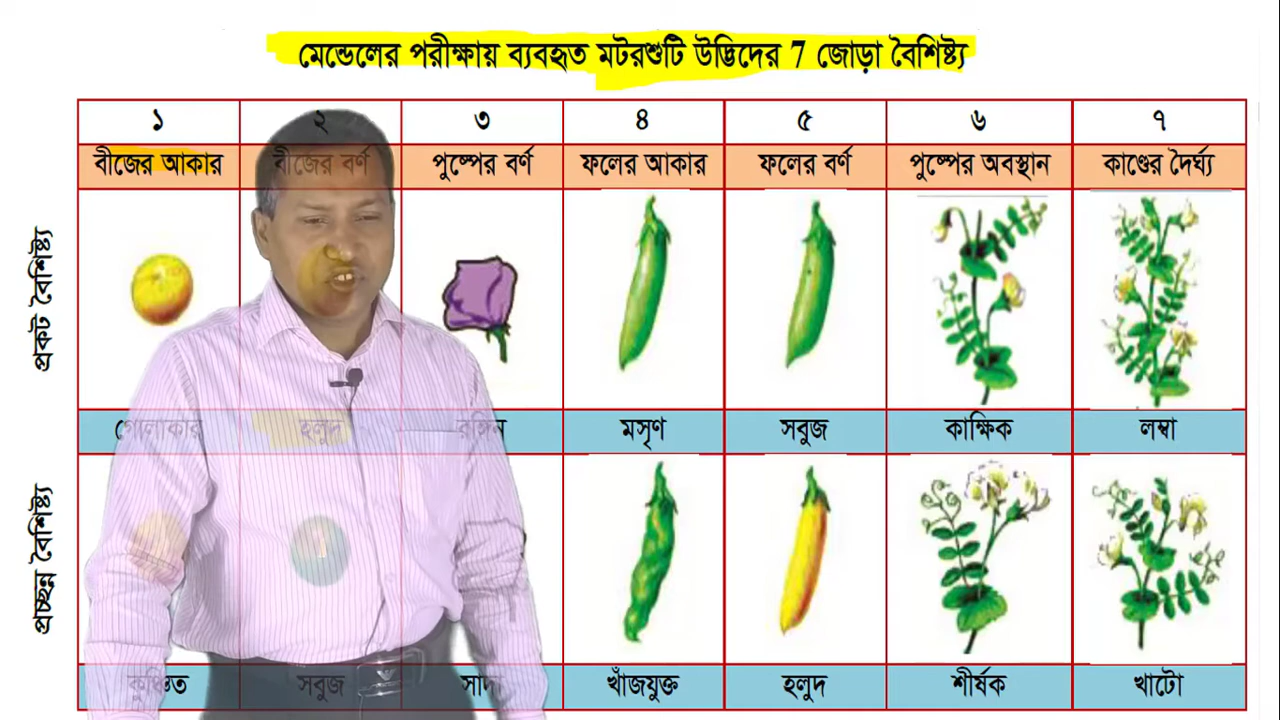 মেন্ডেলের পরীক্ষায় ব্যবহৃত মটরশুটি উদ্ভিদের 7 জোড়া বৈশিষ্ট্য
১ ২ ৩ ৪ ৫ ৬ ৭
বীজের আকার বীজের বর্ণ পুষ্পের বর্ণ ফলের আকার ফলের বর্ণ পুষ্পের অবস্থান কাণ্ডের দৈর্ঘ্য
প্রকট বৈশিষ্ট্য
গোলাকার হলুদ রঙ্গিন মসৃণ সবুজ কাক্ষিক লম্বা
প্রচ্ছন্ন বৈশিষ্ট্য
কুঞ্চিত সবুজ সাদা খাঁজযুক্ত হলুদ শীর্ষক খাটো